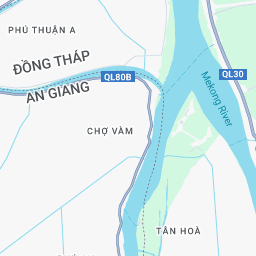 PHÚ THUẬN A
ĐỒNG THÁP
QL80B
QL30
AN GIANG
Mekong River
CHỢ VÀM
TÂN HOÀ